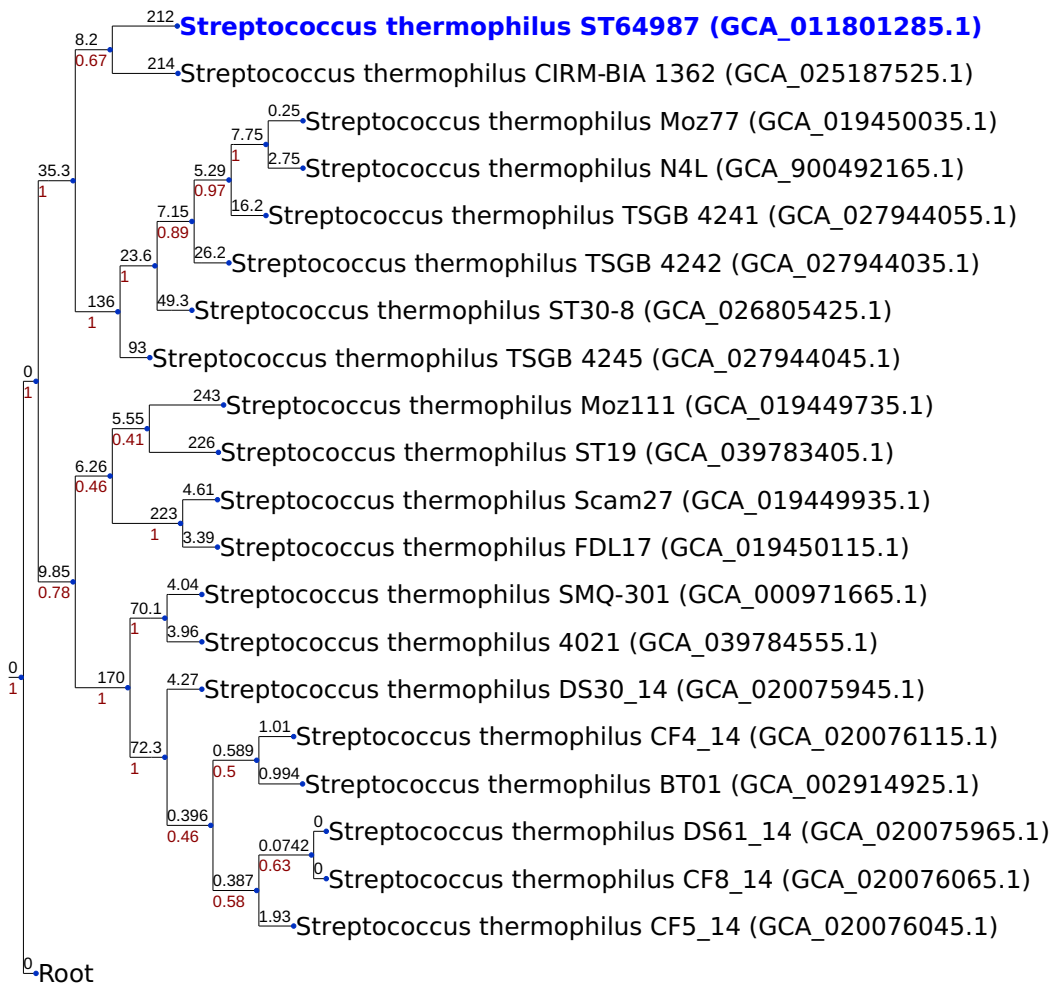 212
Streptococcus thermophilus ST64987 (GCA_011801285.1)
8.2
0.67
214
Streptococcus thermophilus CIRM-BIA 1362 (GCA_025187525.1)
0.25
Streptococcus thermophilus Moz77 (GCA_019450035.1)
7.75
1
2.75
Streptococcus thermophilus N4L (GCA_900492165.1)
35.3
1
5.29
0.97
16.2
Streptococcus thermophilus TSGB 4241 (GCA_027944055.1)
7.15
0.89
26.2
Streptococcus thermophilus TSGB 4242 (GCA_027944035.1)
23.6
1
49.3
Streptococcus thermophilus ST30-8 (GCA_026805425.1)
136
1
93
Streptococcus thermophilus TSGB 4245 (GCA_027944045.1)
0
1
243
Streptococcus thermophilus Moz111 (GCA_019449735.1)
5.55
0.41
226
Streptococcus thermophilus ST19 (GCA_039783405.1)
6.26
0.46
4.61
Streptococcus thermophilus Scam27 (GCA_019449935.1)
223
1
3.39
Streptococcus thermophilus FDL17 (GCA_019450115.1)
9.85
0.78
4.04
Streptococcus thermophilus SMQ-301 (GCA_000971665.1)
70.1
1
3.96
Streptococcus thermophilus 4021 (GCA_039784555.1)
0
1
170
1
4.27
Streptococcus thermophilus DS30_14 (GCA_020075945.1)
1.01
Streptococcus thermophilus CF4_14 (GCA_020076115.1)
72.3
1
0.589
0.5
0.994
Streptococcus thermophilus BT01 (GCA_002914925.1)
0.396
0.46
0
Streptococcus thermophilus DS61_14 (GCA_020075965.1)
0.0742
0.63
0
Streptococcus thermophilus CF8_14 (GCA_020076065.1)
0.387
0.58
1.93
Streptococcus thermophilus CF5_14 (GCA_020076045.1)
0
Root